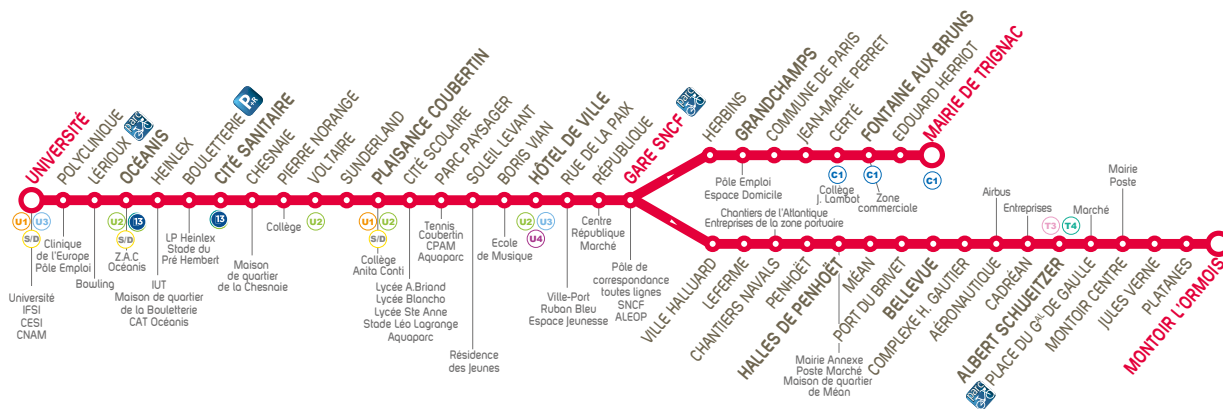 UNIVERSITÉ
POLYCLINIQUE
LÉRIOUX
parc
OCÉANIS
HEINLEX
BOULETTERIE
P+R
CITÉ SANITAIRE
CHESNAIE
PIERRE NORANGE
VOLTAIRE
SUNDERLAND
PLAISANCE COUBERTIN
CITÉ SCOLAIRE
PARC PAYSAGER
SOLEIL LEVANT
BORIS VIAN
HÔTEL DE VILLE
RUE DE LA PAIX
RÉPUBLIQUE
GARE SNCF
parc
HERBINS
GRANDCHAMPS
COMMUNE DE PARIS
JEAN-MARIE PERRET
CERTÉ
FONTAINE AUX BRUNS
EDOUARD HERRIOT
MAIRIE DE TRIGNAC
U1 U3
S/D
Université
IFSI
CESI
CNAM
Clinique
de l'Europe
Pôle Emploi
Bowling
U2 13
S/D
Z.A.C
Océanis
IUT
Maison de quartier
de la Bouletterie
CAT Océanis
LP Heinlex
Stade du
Pré Hembert
13
Maison
de quartier
de la Chesnaie
Collège
U2
U1 U2
S/D
Collège
Anita Conti
Lycée A.Briand
Lycée Blancho
Lycée Ste Anne
Stade Léo Lagrange
Aquaparc
Tennis
Coubertin
CPAM
Aquaparc
Résidence
des Jeunes
Ecole
de Musique
U2 U3
U4
Ville-Port
Ruban Bleu
Espace Jeunesse
Centre
République
Marché
Pôle de
correspondance
toutes lignes
SNCF
ALEOP
Pôle Emploi
Espace Domicile
C1
Collège
J. Lambot
C1
Zone
commerciale
C1
Chantiers de l'Atlantique
Entreprises de la zone portuaire
Airbus
Entreprises
T3 T4
Marché
Mairie
Poste
VILLE HALLUARD
LEFERME
CHANTIERS NAVALS
PENHOËT
HALLES DE PENHOËT
MÉAN
Mairie Annexe
Poste Marché
Maison de quartier
de Méan
PORT DU BRIVET
BELLEVUE
COMPLEXE H. GAUTIER
AÉRONAUTIQUE
CADRÉAN
ALBERT SCHWEITZER
parc
PLACE DU GAL DE GAULLE
MONTOIR CENTRE
JULES VERNE
PLATANES
MONTOIR L'ORMOIS